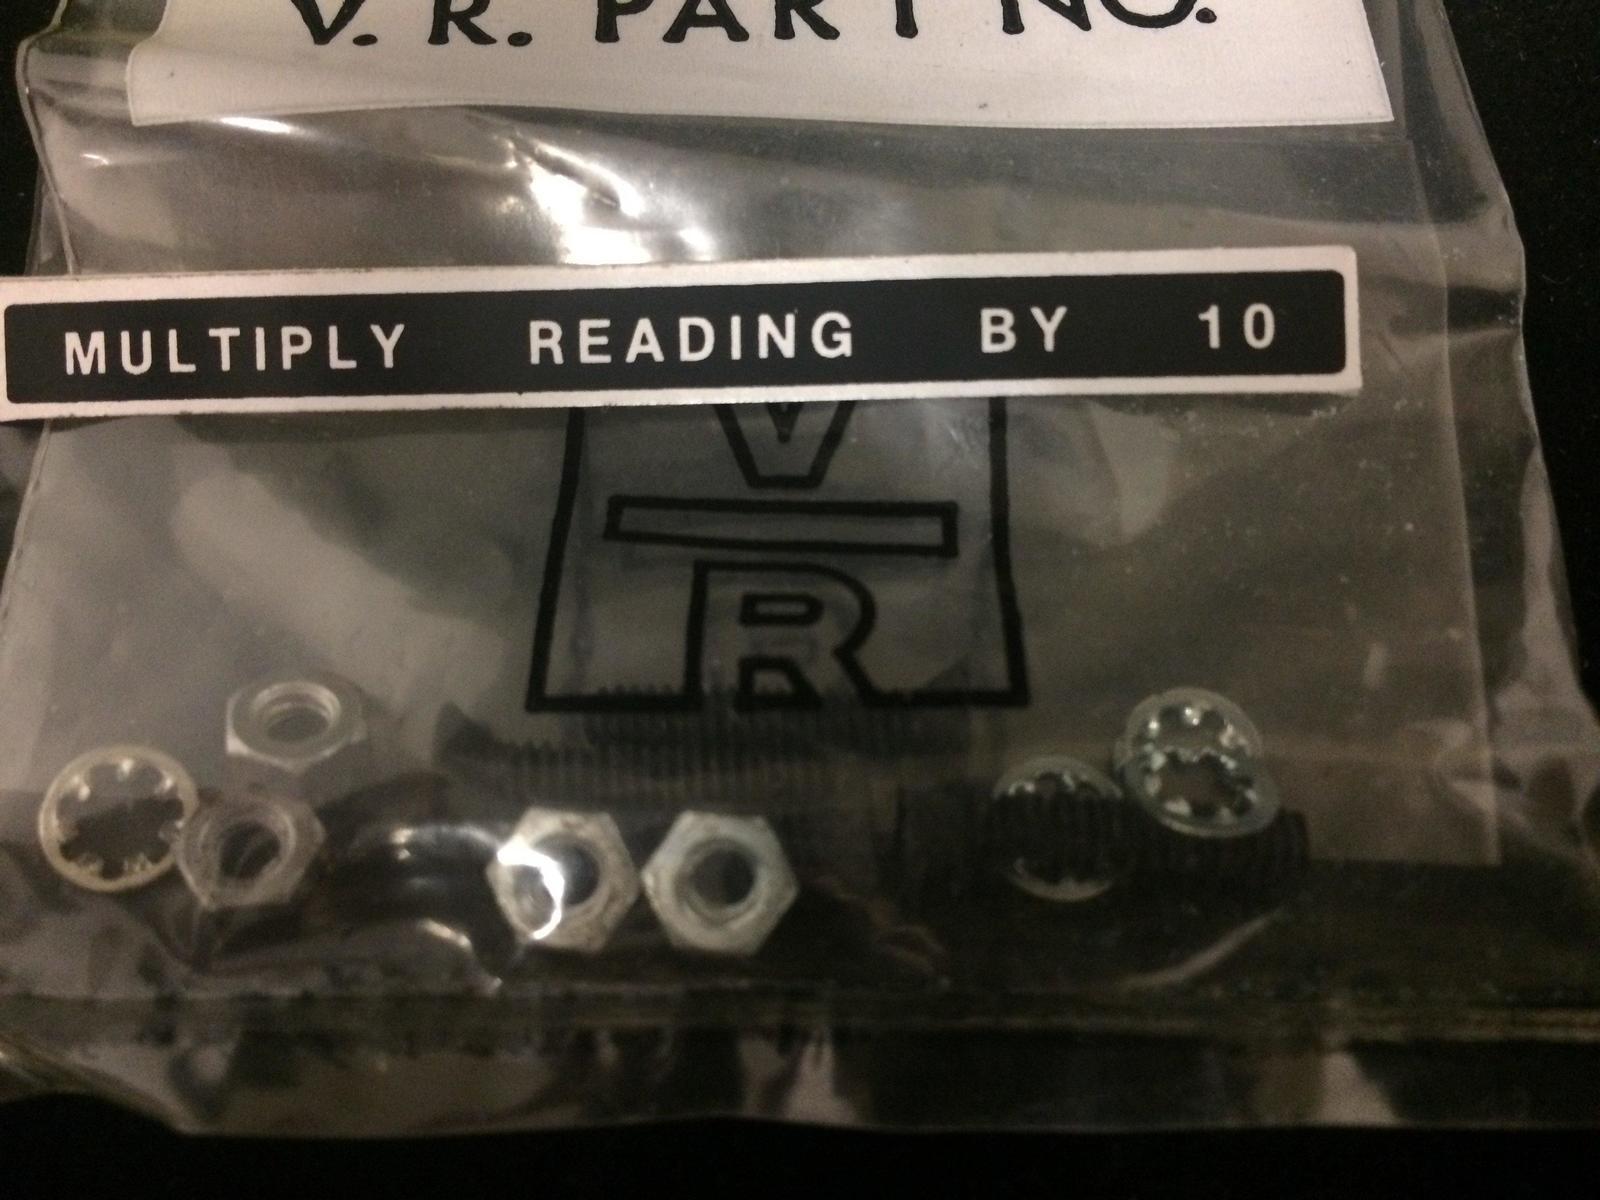 V. R. PART NO.
MULTIPLY READING BY 10
V
R